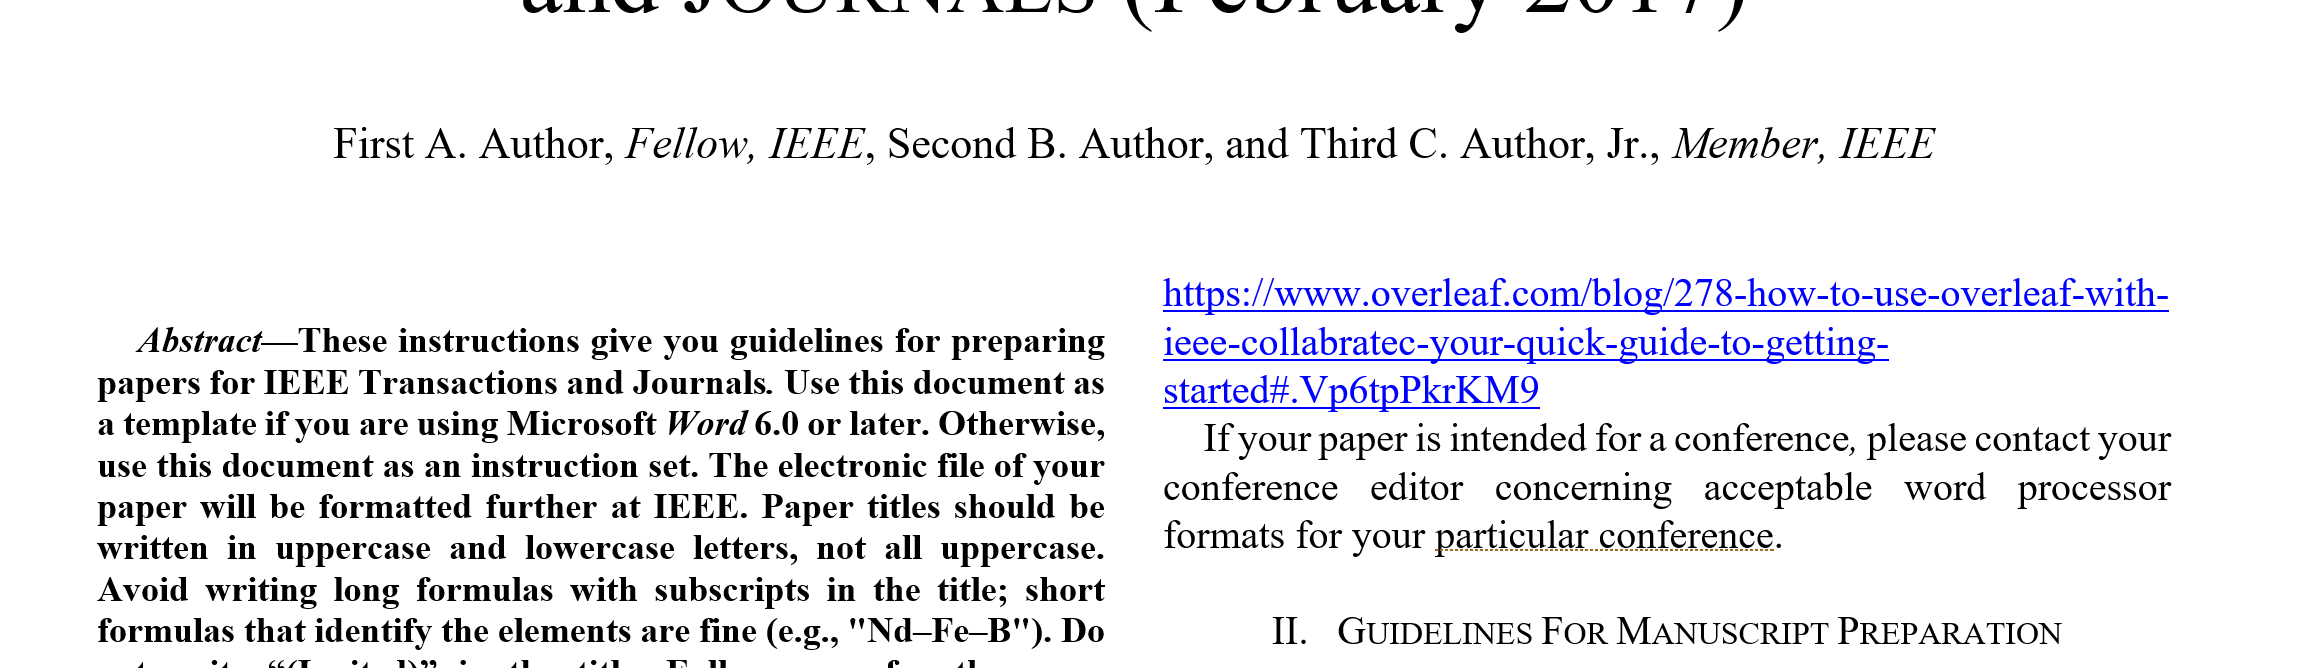 and JOURNALS (February 2017)
First A. Author, Fellow, IEEE, Second B. Author, and Third C. Author, Jr., Member, IEEE
Abstract—These instructions give you guidelines for preparing
papers for IEEE Transactions and Journals. Use this document as
a template if you are using Microsoft Word 6.0 or later. Otherwise,
use this document as an instruction set. The electronic file of your
paper will be formatted further at IEEE. Paper titles should be
written in uppercase and lowercase letters, not all uppercase.
Avoid writing long formulas with subscripts in the title; short
formulas that identify the elements are fine (e.g., "Nd–Fe–B"). Do
https://www.overleaf.com/blog/278-how-to-use-overleaf-with-
ieee-collabratec-your-quick-guide-to-getting-
started#.Vp6tpPkrKM9
If your paper is intended for a conference, please contact your
conference editor concerning acceptable word processor
formats for your particular conference.
II. GUIDELINES FOR MANUSCRIPT PREPARATION